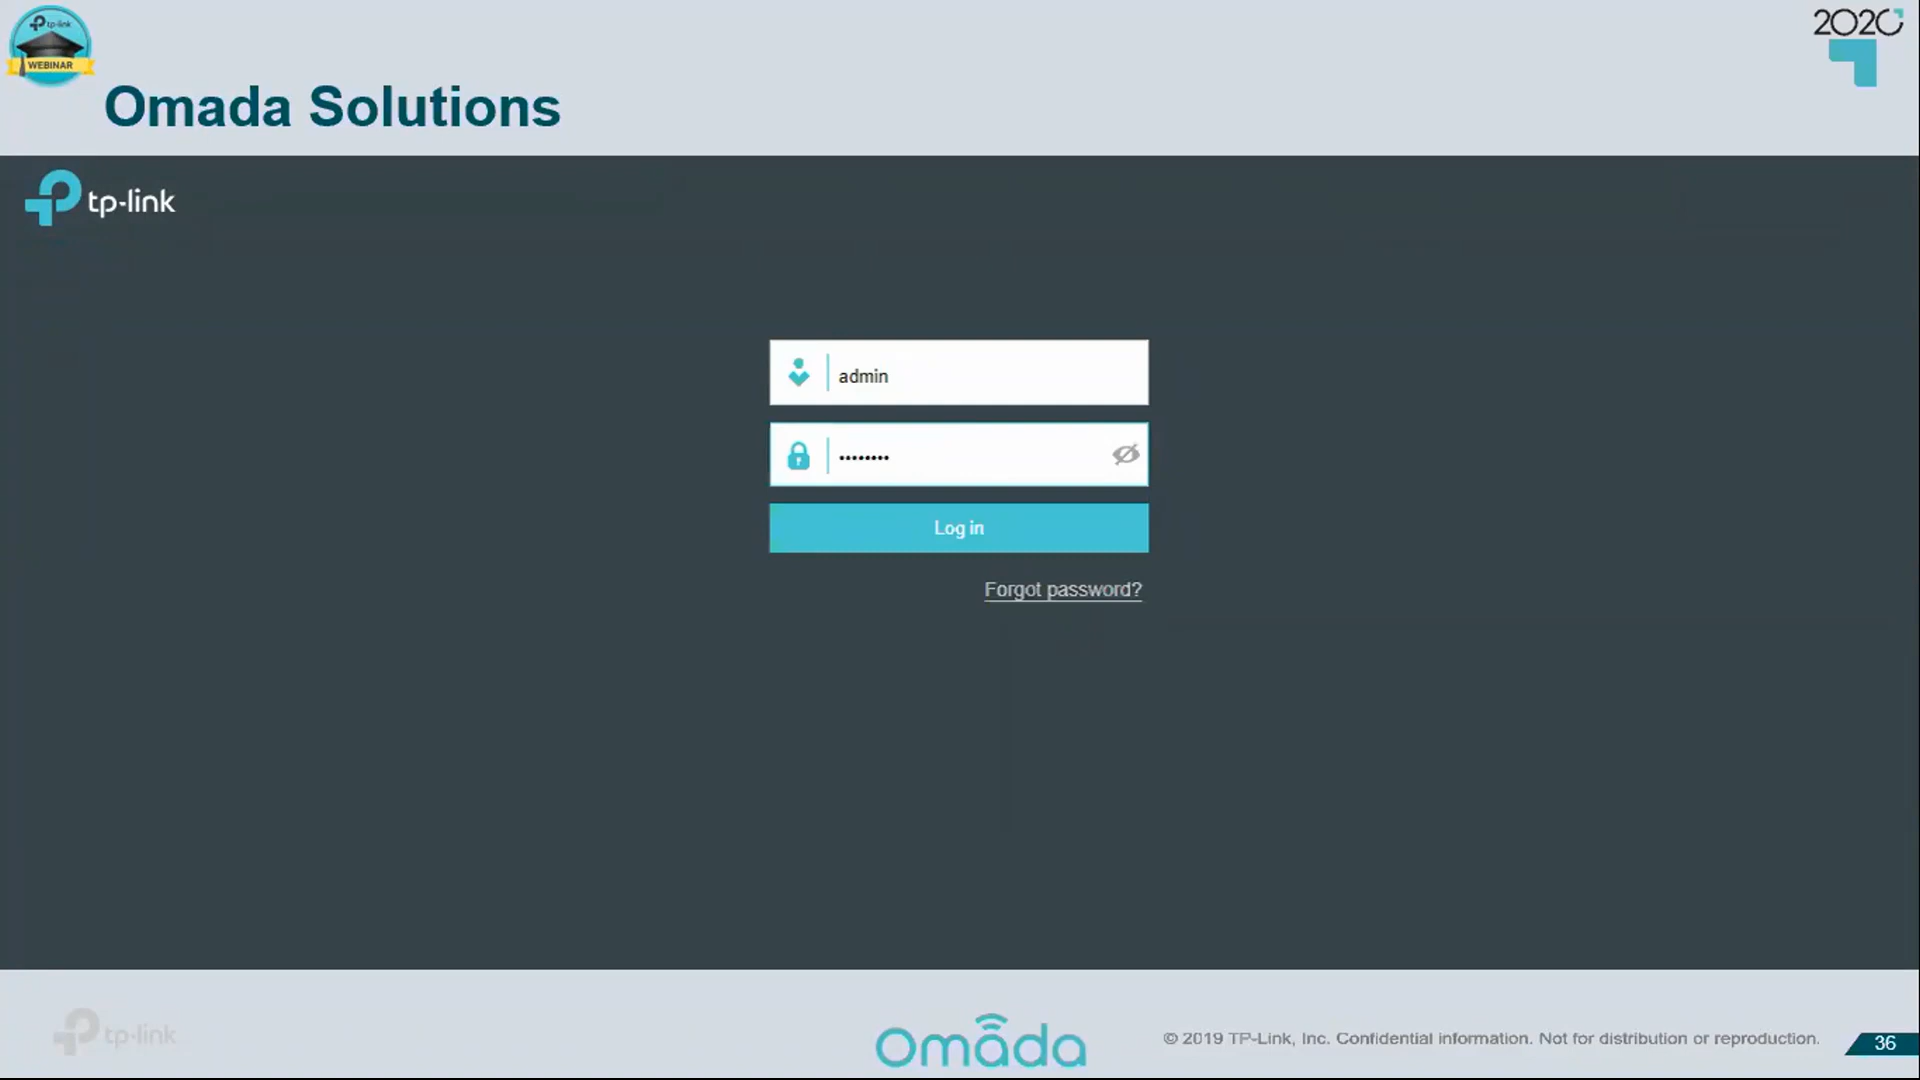 tp-link
WEBINAR
2020
Omada Solutions
tp-link
admin
••••••••
Log in
Forgot password?
tp-link
omada
© 2019 TP-Link, Inc. Confidential information. Not for distribution or reproduction.
36